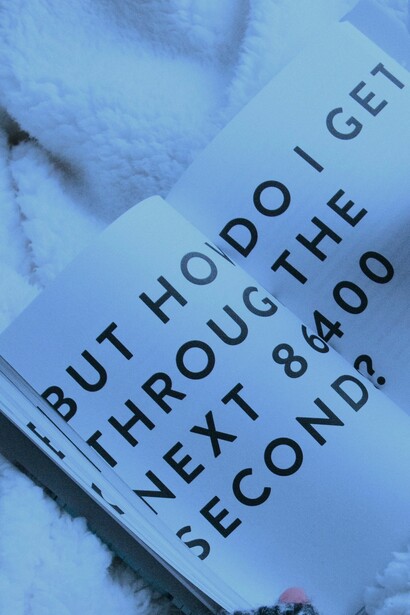 BUT HOW DO I GET
THROUGH THE
NEXT 86400
SECOND?